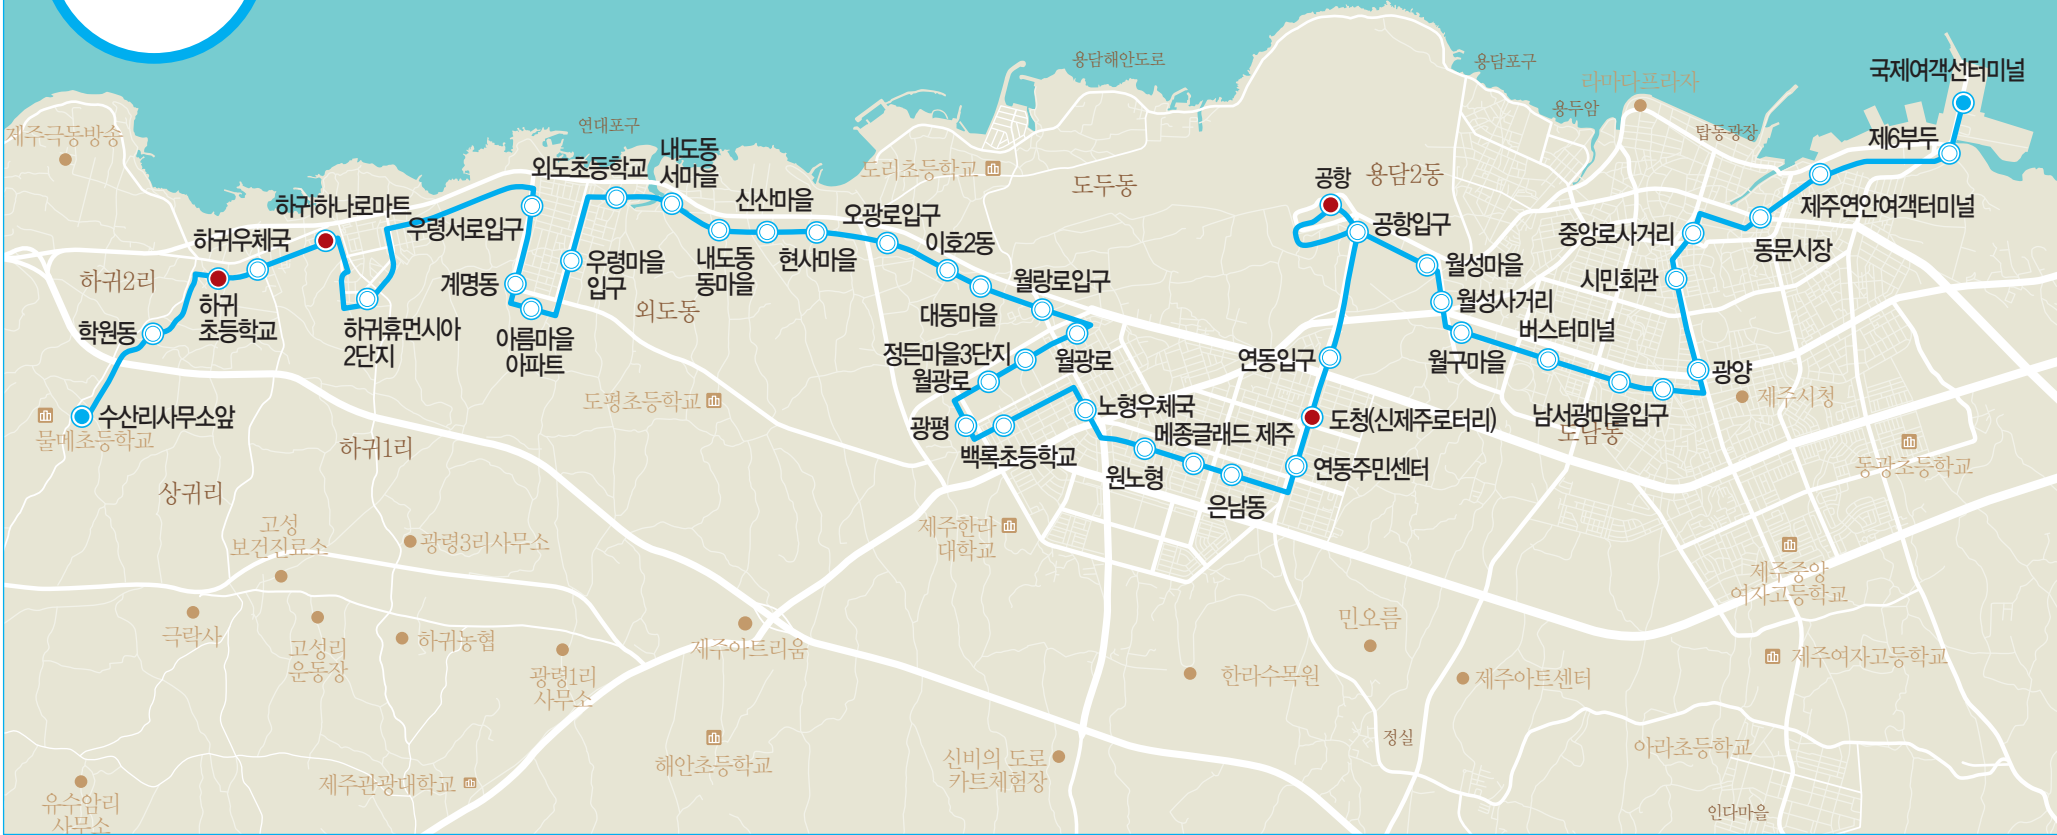 용담해안도로
용담포구
국제여객선터미널
라마다프라자
용두암
탑동광장
제6부두
제주극동방송
연대포구
내도동
서마을
외도초등학교
도리초등학교
도두동
공항
용담2동
신산마을
오광로입구
제주연안여객터미널
하귀하나로마트
우령서로입구
공항입구
중앙로사거리
동문시장
하귀우체국
이호2동
현사마을
내도동
동마을
우령마을
입구
월성마을
시민회관
하귀2리
계명동
월랑로입구
월성사거리
하귀
초등학교
외도동
대동마을
버스터미널
학원동
하귀휴먼시아
2단지
아름마을
아파트
정든마을3단지
월광로
월광로
연동입구
월구마을
광양
도평초등학교
제주시청
수산리사무소앞
물메초등학교
광평
노형우체국
메종글래드 제주
도청(신제주로터리)
남서광마을입구
도남동
하귀1리
백록초등학교
원노형
연동주민센터
동광초등학교
상귀리
은남동
고성
보건진료소
광령3리사무소
제주한라
대학교
제주중앙
여자고등학교
극락사
고성리
운동장
하귀농협
제주아트리움
민오름
광령1리
사무소
한라수목원
제주아트센터
제주여자고등학교
정실
아라초등학교
해안초등학교
신비의 도로
카트체험장
제주관광대학교
유수암리
사무소
인다마을